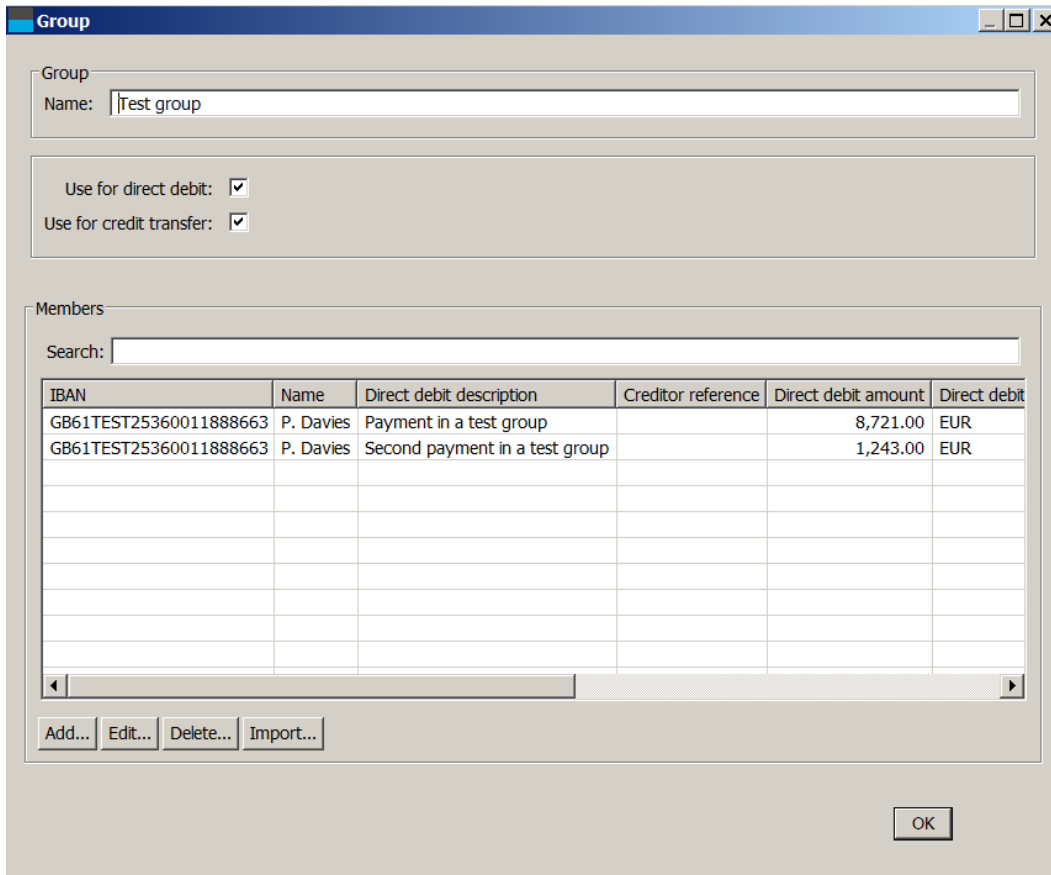 Group
Group
Name: Test group
Use for direct debit:
Use for credit transfer:
Members
Search:
IBAN Name Direct debit description Creditor reference Direct debit amount Direct debit
GB61TEST25360011888663 P. Davies Payment in a test group 8,721.00 EUR
GB61TEST25360011888663 P. Davies Second payment in a test group 1,243.00 EUR
Add... Edit... Delete... Import...
OK